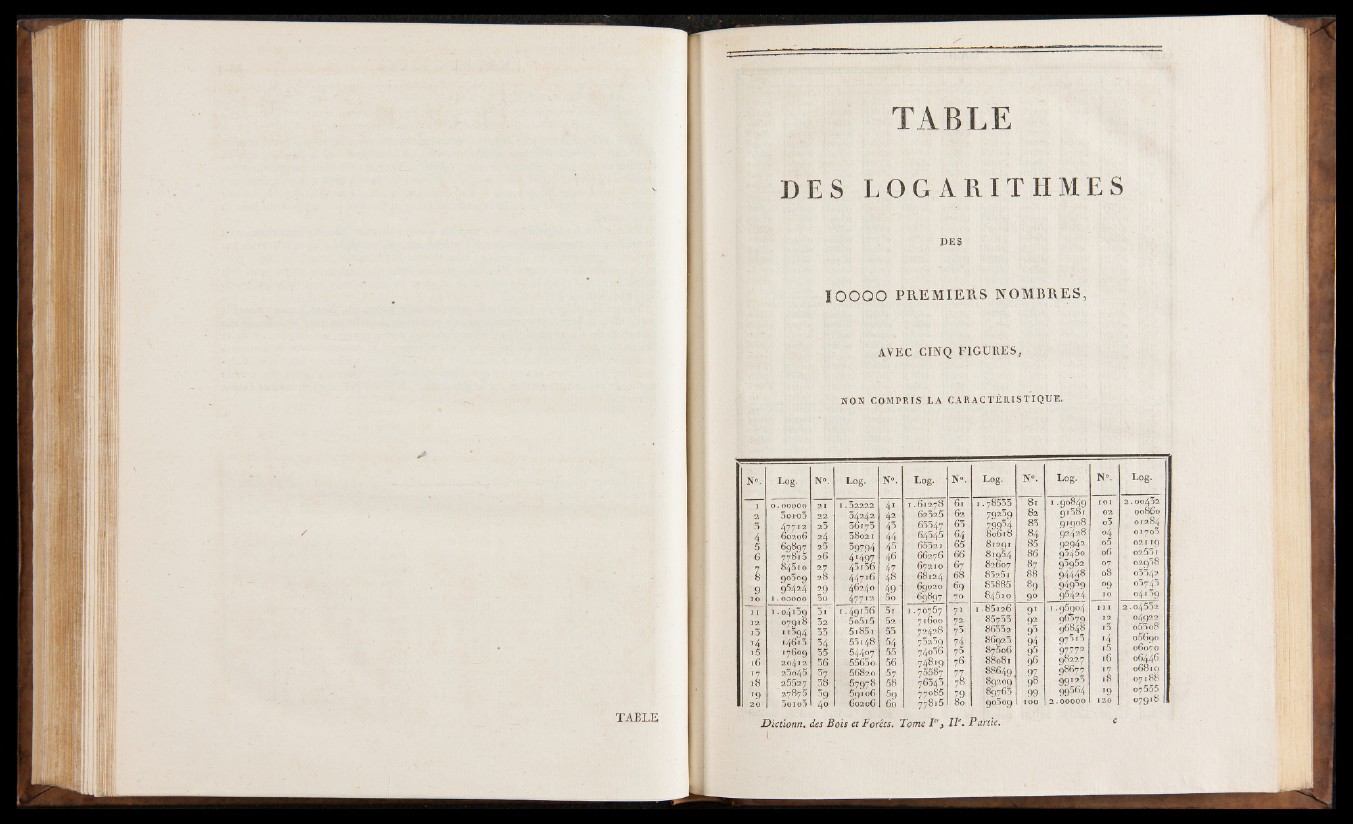 TABLE
TABLE
DES LOGARITHMES
DES
10000 PREMIERS NOMBRES,
AVEC CINQ FIGURES,
NON COMPRIS LA CARACTÉRISTIQUE.
N°. Log. N°. Log. N°. Log. N°. Log. N°. Log. N°. Log.
1 0.00000 21 1.32222 41 1.61278 61 1.78533 81 1.90849 101 2.00432
2 30103 22 34242 42 62325 62 79239 82 91381 02 00860
3 47712 23 36173 43 63347 63 79934 83 91908 03 01284
4 60206 24 38021 44 64345 64 80618 84 92428 04 01703
5 69897 25 39794 45 65321 65 81291 85 92942 05 02119
6 77815 26 41497 46 66276 66 81954 86 93450 06 02531
7 84510 27 43136 47 67210 67 82607 87 93952 07 02938
8 90309 28 44716 48 68124 68 83251 88 94448 08 03342
9 95424 29 46240 49 69020 69 83885 89 94939 09 03743
10 1.00000 30 47712 50 69897 70 84510 90 95424 10 04139
11 1.04139 31 1.49136 51 1.70757 71 1.85126 91 1.95904 111 2.04532
12 07918 32 50515 52 71600 72 85733 92 96379 12 04922
13 11394 33 51851 53 72428 73 86332 93 96848 13 05308
14 14613 34 53148 54 73239 74 86923 94 97313 14 05690
15 17609 35 54407 55 74036 75 87506 95 97772 15 06070
16 20412 36 55630 56 74819 76 88081 96 98227 16 06446
17 23045 37 56820 57 75587 77 88649 97 98677 17 06819
18 25527 38 57978 58 76343 78 89209 98 99123 18 07188
19 27875 39 59106 59 77085 79 89763 99 99564 19 07555
20 30103 40 60206 60 77815 80 90309 100 2.00000 120 07918
Dictionn. des Bois et Forêts. Tome Iᵉʳ, IIᵉ. Partie. c